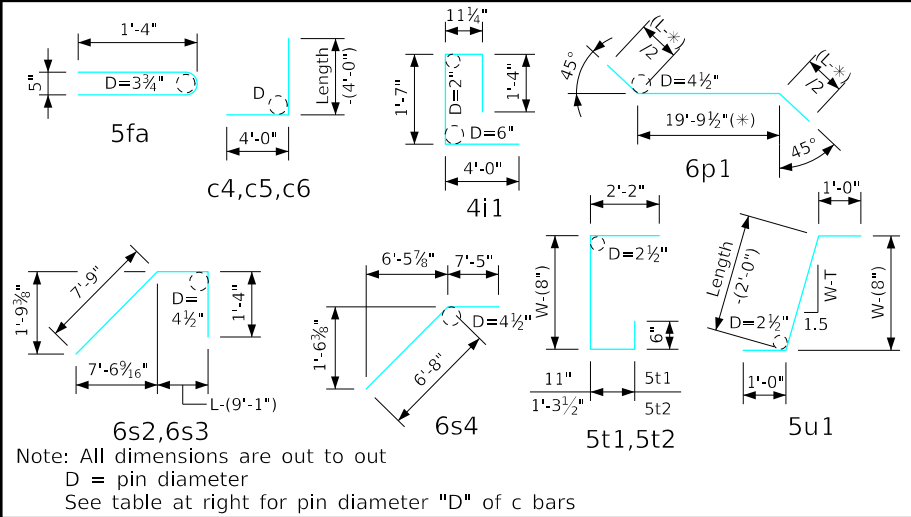 1'-4"
5"
D=3¾"
5fa
D
Length
-(4'-0")
4'-0"
c4,c5,c6
11¼"
1'-7"
D=2"
1'-4"
D=6"
4'-0"
4i1
45°
(L-✳)
/2
D=4½"
(L-✳)
/2
19'-9½"(✳)
45°
6p1
1'-9⅜"
7'-9"
D=
4½"
1'-4"
7'-6⁹⁄₁₆"
L-(9'-1")
6s2,6s3
6'-5⅞"
7'-5"
1'-6⅜"
D=4½"
6'-8"
6s4
2'-2"
W-(8")
D=2½"
6"
11"
5t1
1'-3½"
5t2
5t1,5t2
1'-0"
Length
-(2'-0")
W-T
1.5
W-(8")
D=2½"
1'-0"
5u1
Note: All dimensions are out to out
D = pin diameter
See table at right for pin diameter "D" of c bars